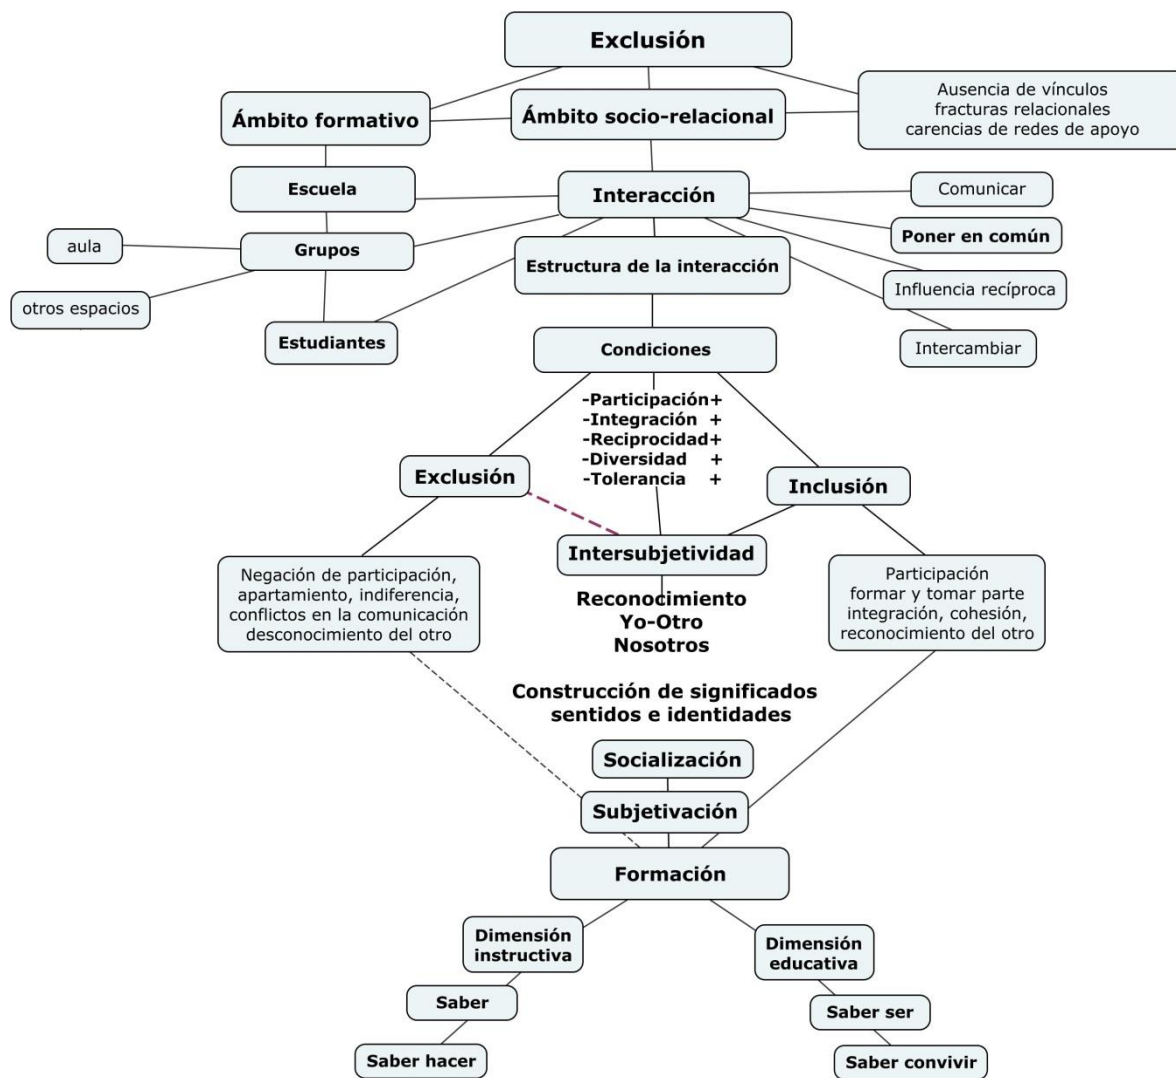 Exclusión
Ámbito formativo
Ámbito socio-relacional
Ausencia de vínculos
fracturas relacionales
carencias de redes de apoyo
Escuela
Interacción
Comunicar
aula
Grupos
Poner en común
Estructura de la interacción
otros espacios
Influencia recíproca
Estudiantes
Condiciones
Intercambiar
-Participación+
-Integración +
-Reciprocidad+
-Diversidad +
-Tolerancia +
Exclusión
Inclusión
Intersubjetividad
Negación de participación,
apartamiento, indiferencia,
conflictos en la comunicación
desconocimiento del otro
Participación
formar y tomar parte
integración, cohesión,
reconocimiento del otro
Reconocimiento
Yo-Otro
Nosotros
Construcción de significados
sentidos e identidades
Socialización
Subjetivación
Formación
Dimensión
instructiva
Dimensión
educativa
Saber
Saber ser
Saber hacer
Saber convivir